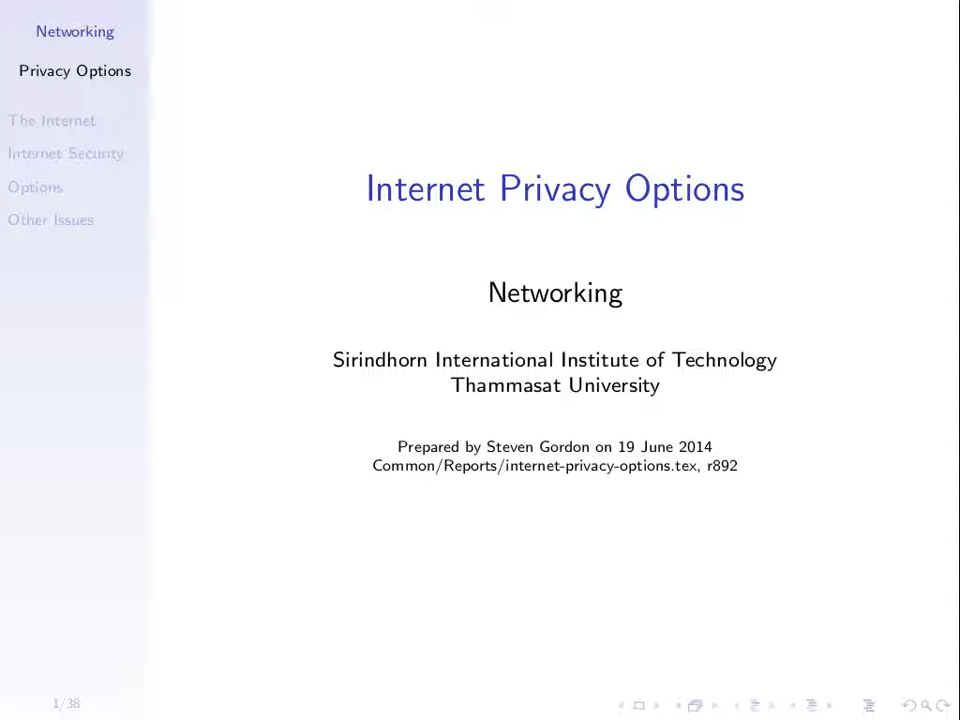 Networking
Privacy Options
The Internet
Internet Security
Options
Other Issues
Internet Privacy Options
Networking
Sirindhorn International Institute of Technology
Thammasat University
Prepared by Steven Gordon on 19 June 2014
Common/Reports/internet-privacy-options.tex, r892
1/38